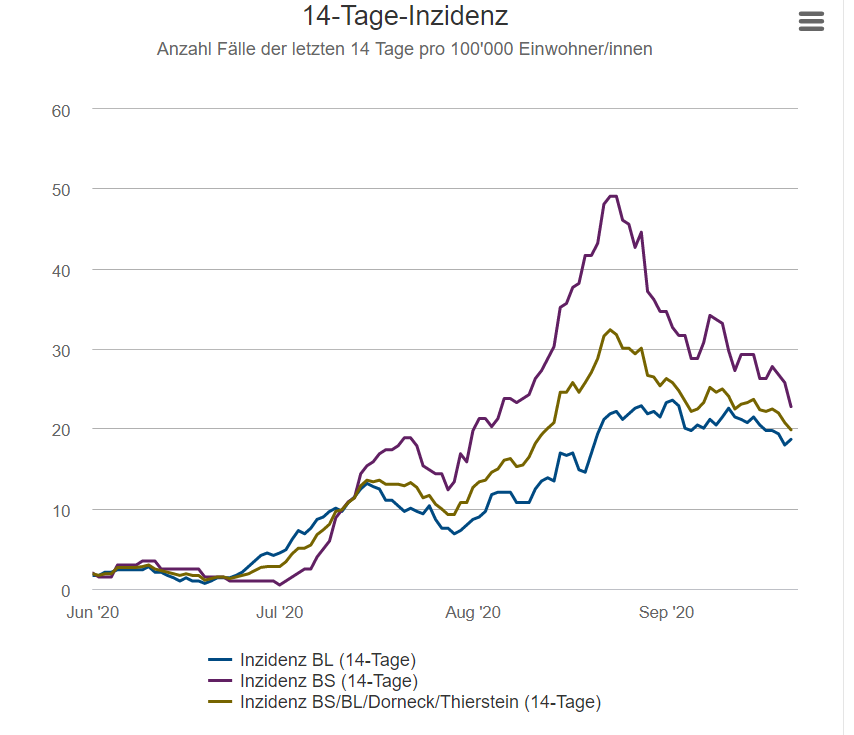 14-Tage-Inzidenz
Anzahl Fälle der letzten 14 Tage pro 100'000 Einwohner/innen
60
50
40
30
20
10
0
Jun '20 Jul '20 Aug '20 Sep '20
Inzidenz BL (14-Tage)
Inzidenz BS (14-Tage)
Inzidenz BS/BL/Dorneck/Thierstein (14-Tage)